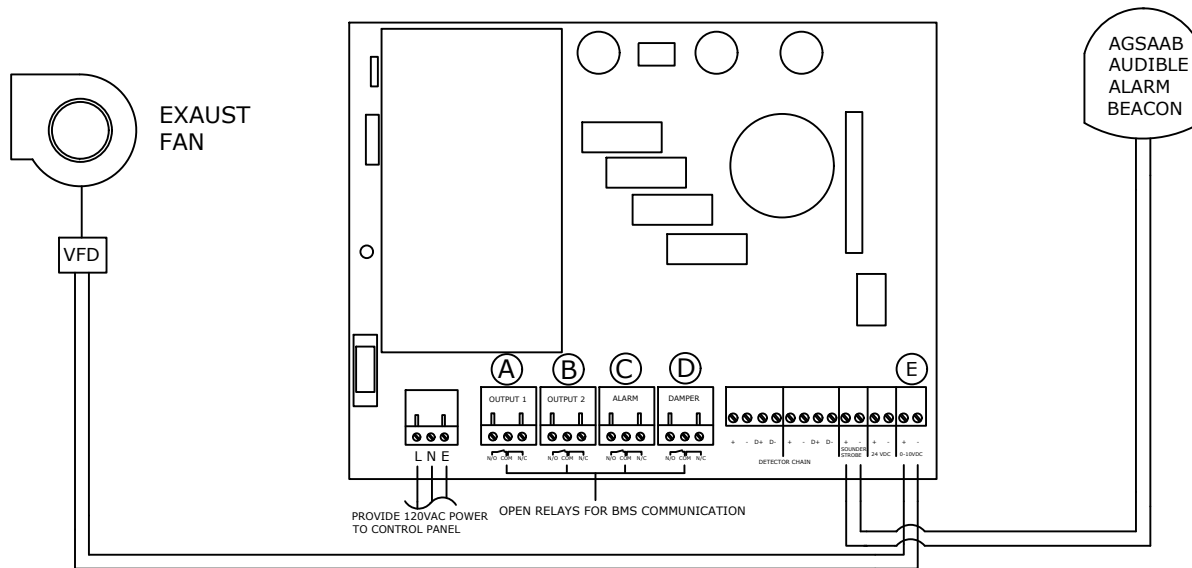 AGSAAB
AUDIBLE
ALARM
BEACON
EXAUST
FAN
VFD
A B C D E
OUTPUT 1 OUTPUT 2 ALARM DAMPER
+ - D+ D- + - D+ D- + - + - + -
SOUNDER
STROBE
24 VDC
0-10VDC
DETECTOR CHAIN
L N E
N/O COM N/C N/O COM N/C N/O COM N/C N/O COM N/C
PROVIDE 120VAC POWER
TO CONTROL PANEL
OPEN RELAYS FOR BMS COMMUNICATION